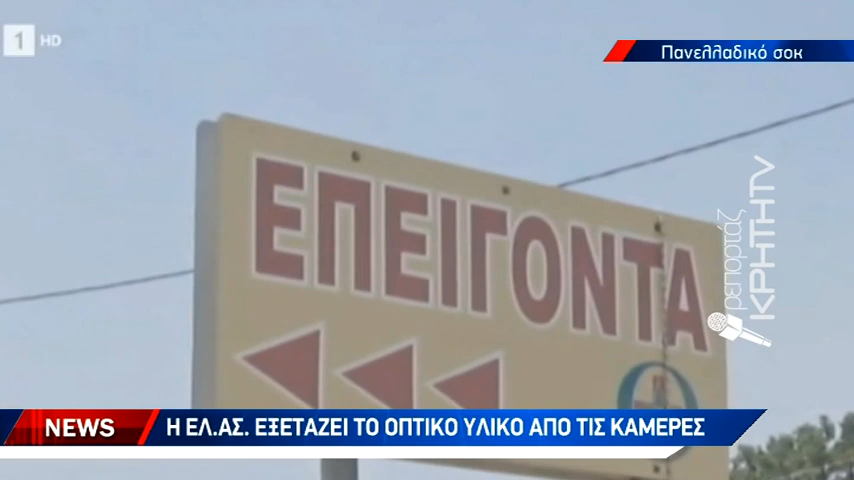 1 HD
Πανελλαδικό σοκ
ΕΠΕΙΓΟΝΤΑ
ρεπορτάζ
ΚΡΗΤΗTV
NEWS
Η ΕΛ.ΑΣ. ΕΞΕΤΑΖΕΙ ΤΟ ΟΠΤΙΚΟ ΥΛΙΚΟ ΑΠΟ ΤΙΣ ΚΑΜΕΡΕΣ